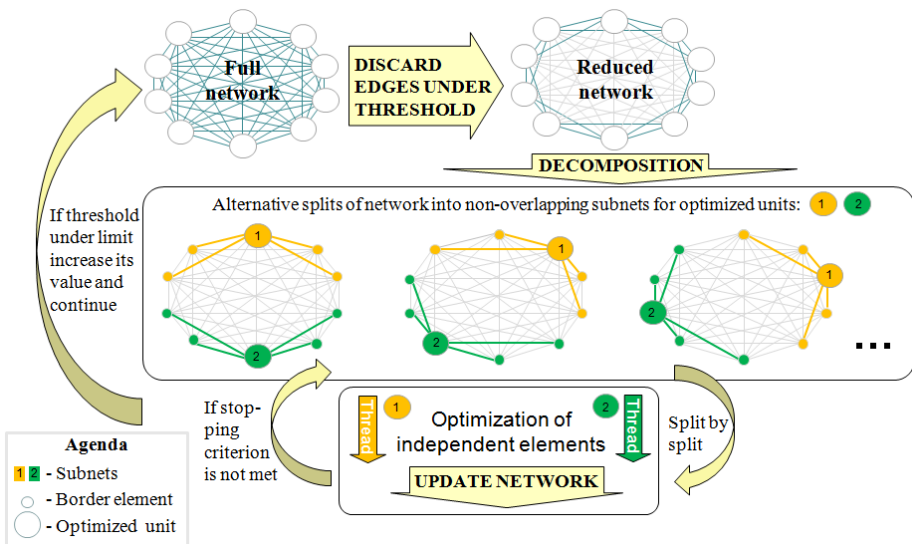 Full
network
DISCARD
EDGES UNDER
THRESHOLD
Reduced
network
DECOMPOSITION
Alternative splits of network into non-overlapping subnets for optimized units: 1 2
If threshold
under limit
increase its
value and
continue
1
2
1
2
1
2
...
If stop-
ping
criterion
is not met
Thread
1
Optimization of
independent elements
2
Thread
UPDATE NETWORK
Split by
split
Agenda
1 2 - Subnets
- Border element
- Optimized unit